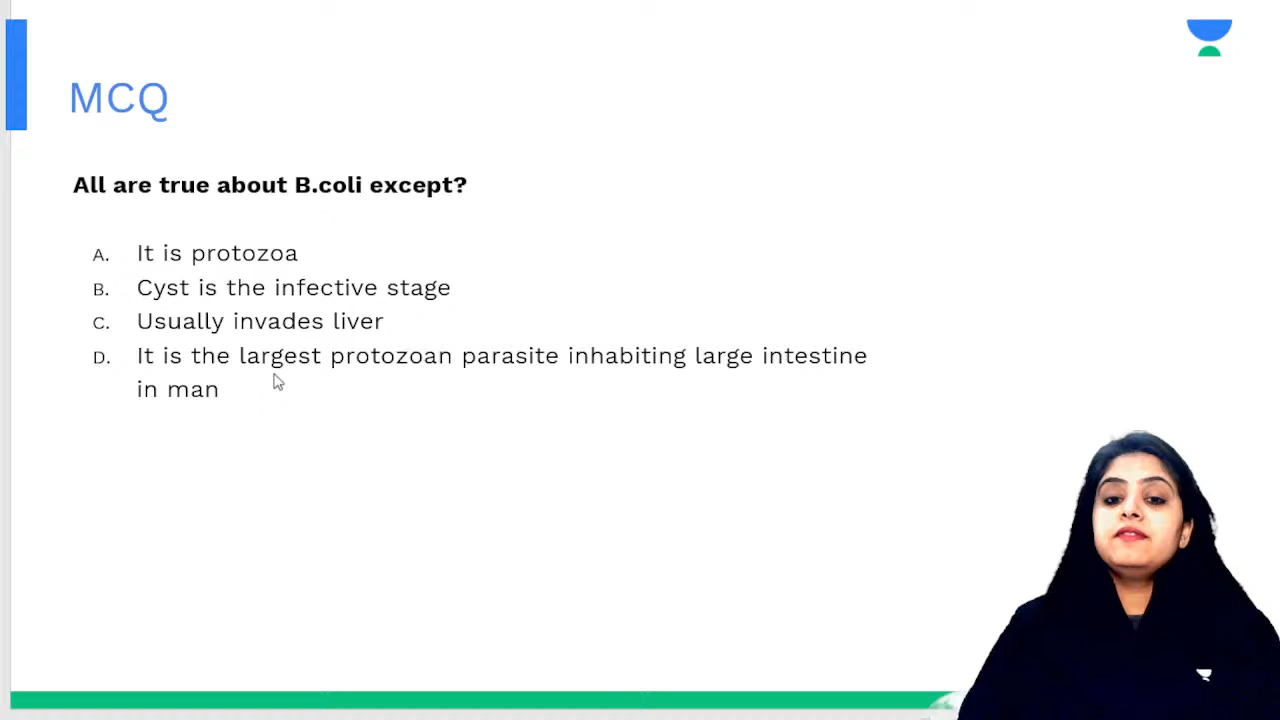 MCQ
All are true about B.coli except?
A. It is protozoa
B. Cyst is the infective stage
C. Usually invades liver
D. It is the largest protozoan parasite inhabiting large intestine
in man